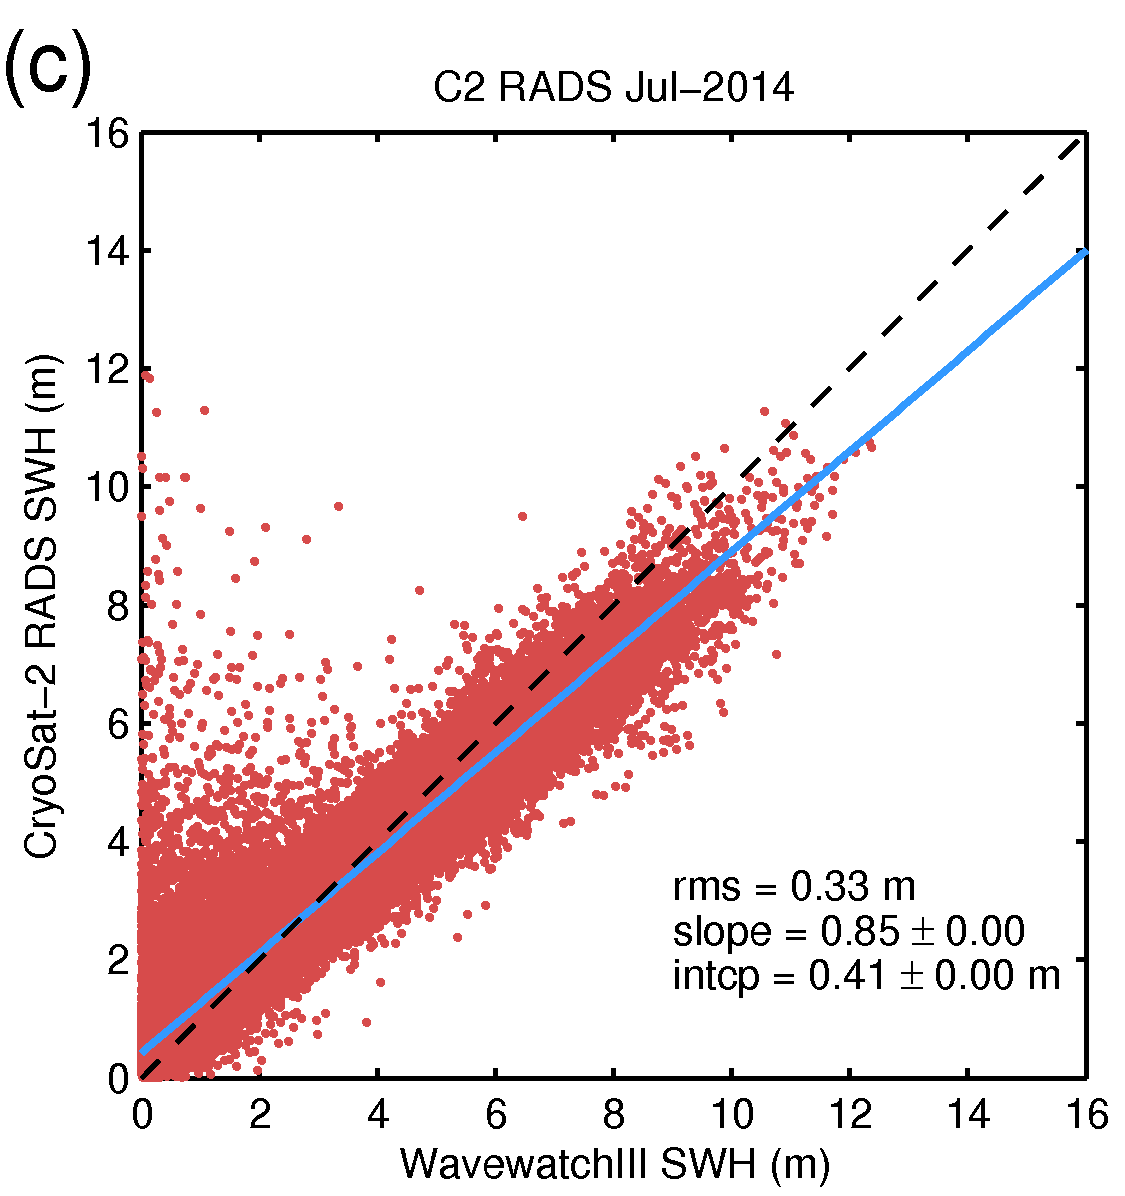 (c)
C2 RADS Jul−2014
16
14
12
10
8
6
4
2
0
CryoSat−2 RADS SWH (m)
rms = 0.33 m
slope = 0.85 ± 0.00
intcp = 0.41 ± 0.00 m
0 2 4 6 8 10 12 14 16
WavewatchIII SWH (m)